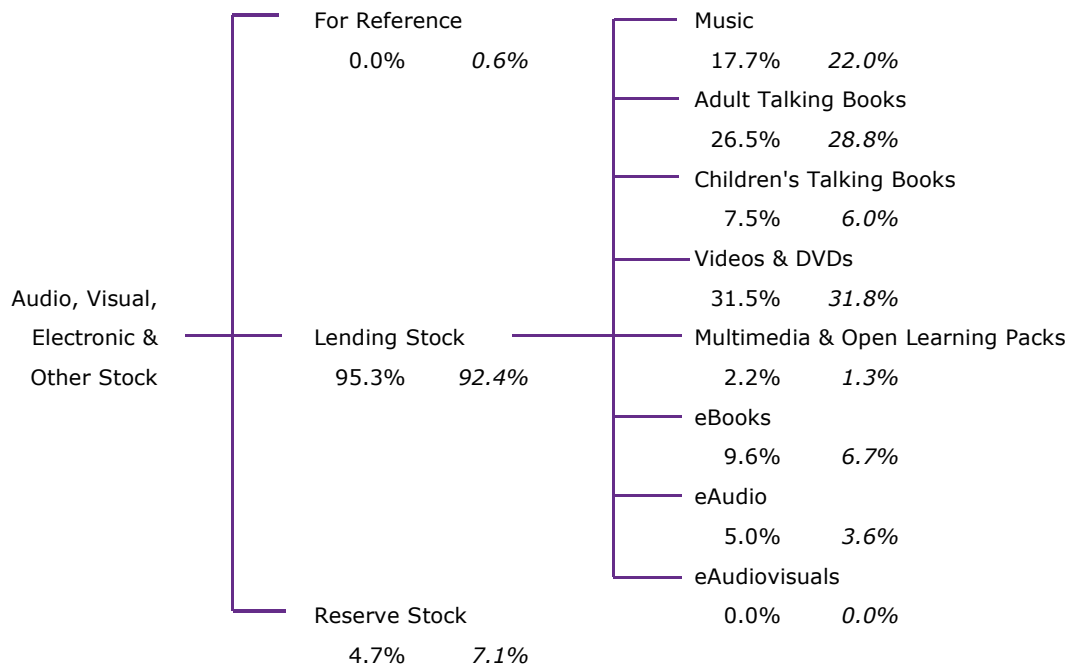 For Reference
0.0% 0.6%
Music
17.7% 22.0%
Adult Talking Books
26.5% 28.8%
Children's Talking Books
7.5% 6.0%
Videos & DVDs
31.5% 31.8%
Audio, Visual,
Electronic &
Other Stock
Lending Stock
95.3% 92.4%
Multimedia & Open Learning Packs
2.2% 1.3%
eBooks
9.6% 6.7%
eAudio
5.0% 3.6%
eAudiovisuals
0.0% 0.0%
Reserve Stock
4.7% 7.1%